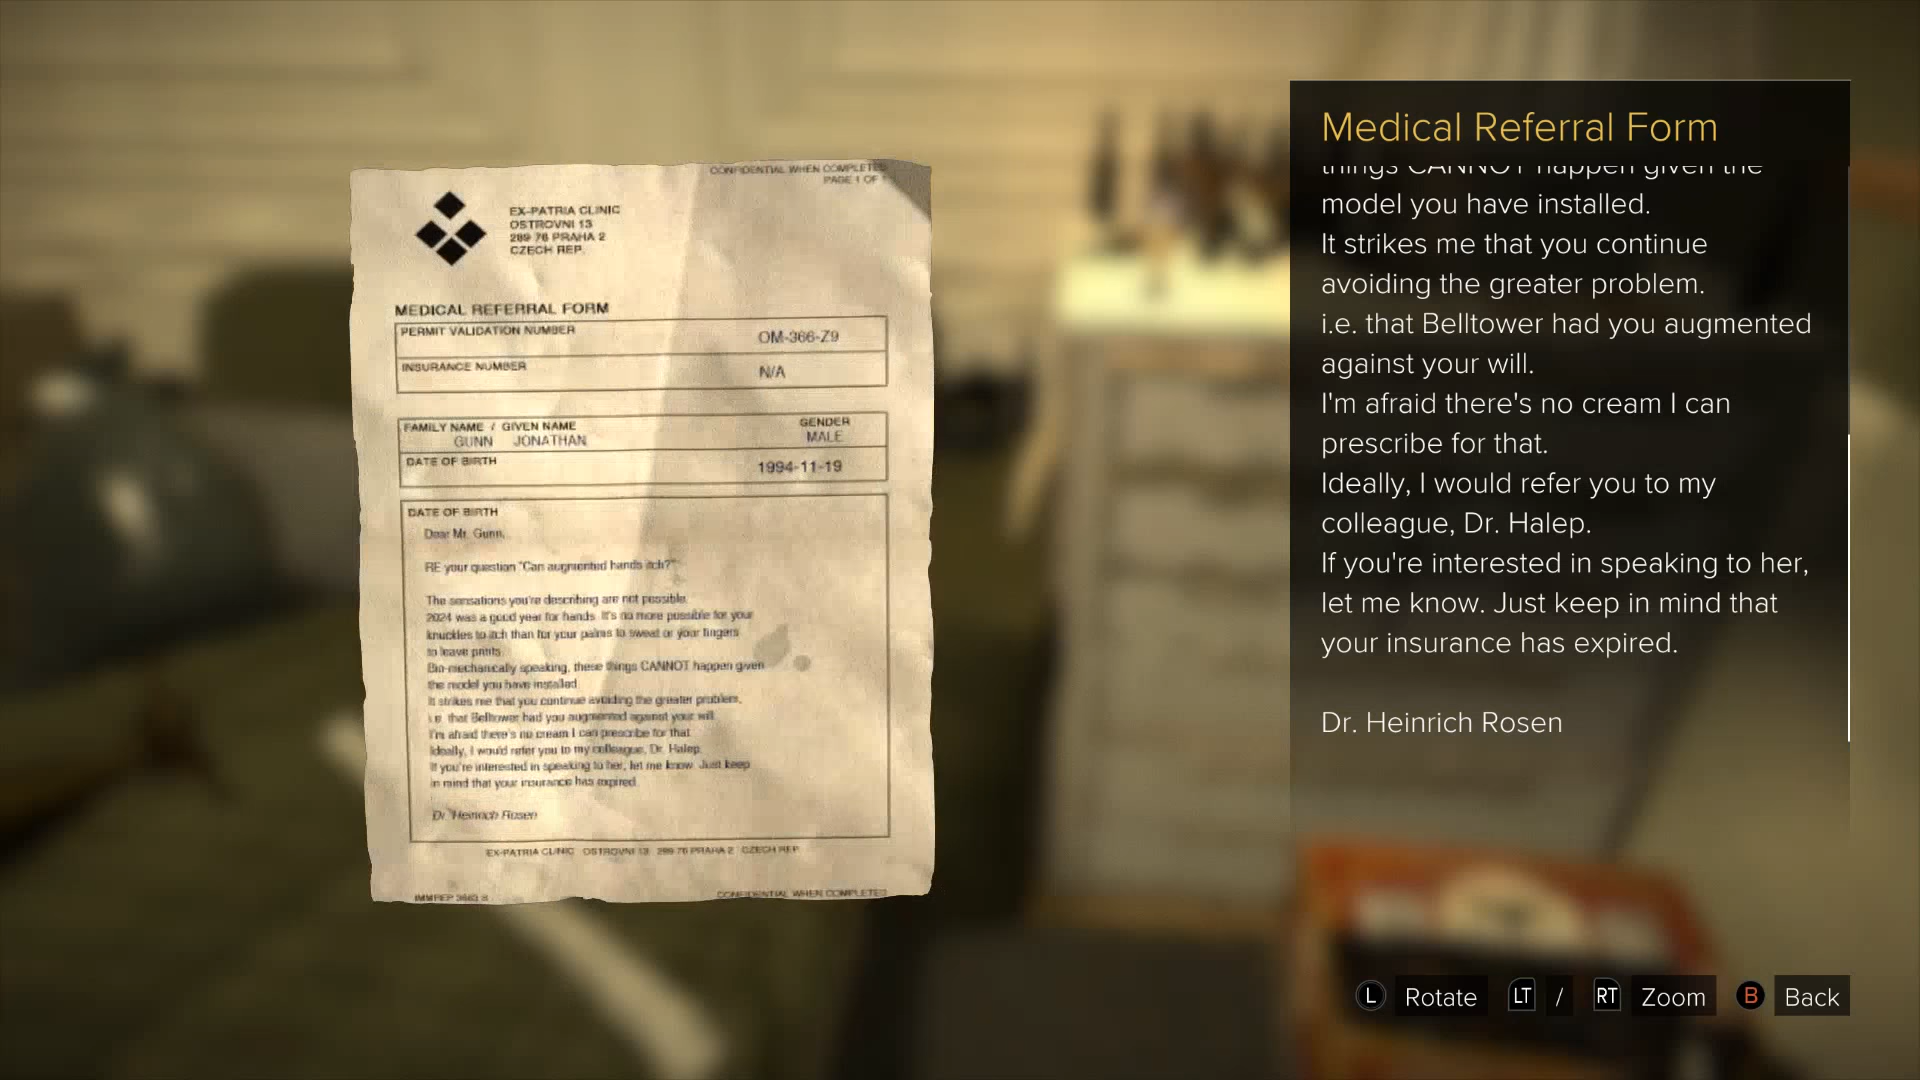 CONFIDENTIAL WHEN COMPLETED
PAGE 1 OF 1
EX-PATRIA CLINIC
OSTROVNI 13
289 76 PRAHA 2
CZECH REP.
MEDICAL REFERRAL FORM
PERMIT VALIDATION NUMBER
OM-366-Z9
INSURANCE NUMBER
N/A
FAMILY NAME / GIVEN NAME
GENDER
GUNN JONATHAN
MALE
DATE OF BIRTH
1994-11-19
DATE OF BIRTH
Dear Mr. Gunn,
RE your question "Can augmented hands itch?"
The sensations you're describing are not possible.
2024 was a good year for hands. It's no more possible for your
knuckles to itch than for your palms to sweat or your fingers
to leave prints.
Bio-mechanically speaking, these things CANNOT happen given
the model you have installed.
It strikes me that you continue avoiding the greater problem,
i.e. that Belltower had you augmented against your will.
I'm afraid there's no cream I can prescribe for that.
Ideally, I would refer you to my colleague, Dr. Halep.
If you're interested in speaking to her, let me know. Just keep
in mind that your insurance has expired.
Dr. Heinrich Rosen
EX-PATRIA CLINIC OSTROVNI 13 289 76 PRAHA 2 CZECH REP.
CONFIDENTIAL WHEN COMPLETED
Medical Referral Form
things CANNOT happen given the
model you have installed.
It strikes me that you continue
avoiding the greater problem.
i.e. that Belltower had you augmented
against your will.
I'm afraid there's no cream I can
prescribe for that.
Ideally, I would refer you to my
colleague, Dr. Halep.
If you're interested in speaking to her,
let me know. Just keep in mind that
your insurance has expired.
Dr. Heinrich Rosen
L Rotate LT / RT Zoom B Back